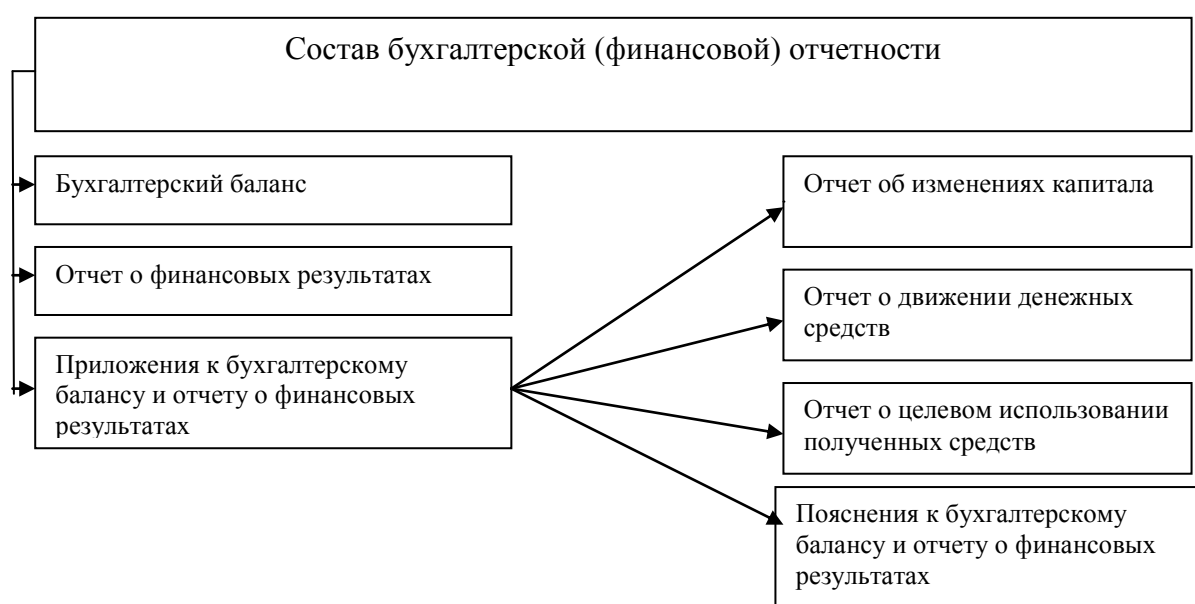 Состав бухгалтерской (финансовой) отчетности
Бухгалтерский баланс
Отчет о финансовых результатах
Приложения к бухгалтерскому
балансу и отчету о финансовых
результатах
Отчет об изменениях капитала
Отчет о движении денежных
средств
Отчет о целевом использовании
полученных средств
Пояснения к бухгалтерскому
балансу и отчету о финансовых
результатах